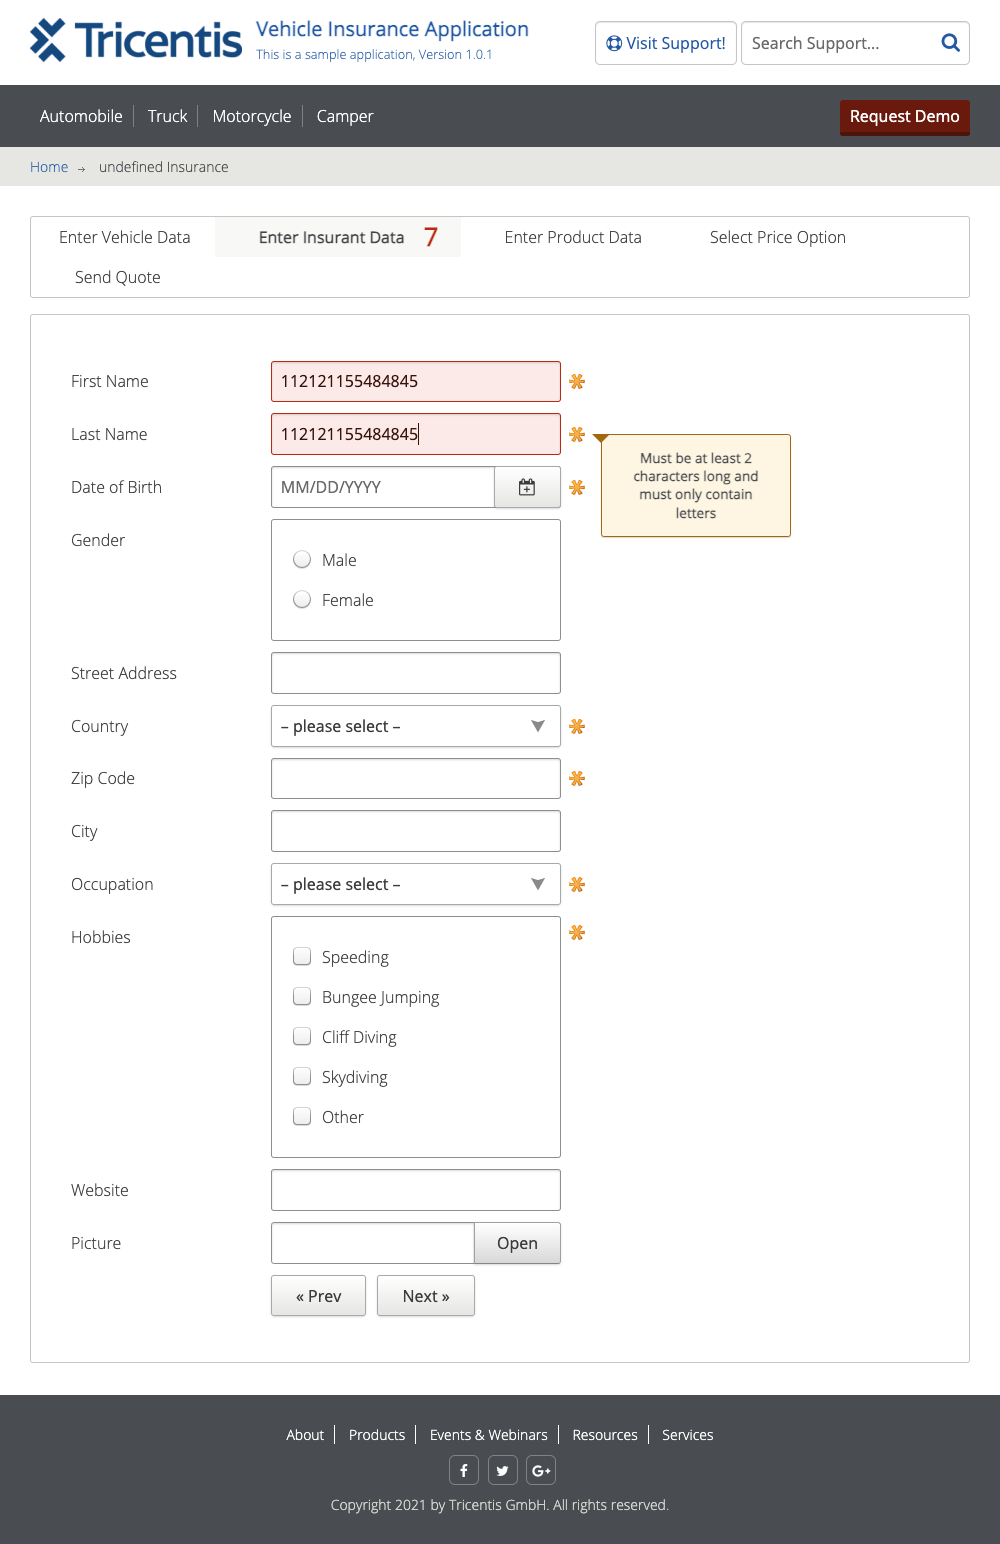 Tricentis
Vehicle Insurance Application
This is a sample application, Version 1.0.1
Visit Support!
Search Support...
Automobile
Truck
Motorcycle
Camper
Request Demo
Home → undefined Insurance
Enter Vehicle Data
Enter Insurant Data 7
Enter Product Data
Select Price Option
Send Quote
First Name
112121155484845
Last Name
112121155484845
Must be at least 2
characters long and
must only contain
letters
Date of Birth
MM/DD/YYYY
Gender
Male
Female
Street Address
Country
– please select –
Zip Code
City
Occupation
– please select –
Hobbies
Speeding
Bungee Jumping
Cliff Diving
Skydiving
Other
Website
Picture
Open
« Prev
Next »
About
Products
Events & Webinars
Resources
Services
Copyright 2021 by Tricentis GmbH. All rights reserved.